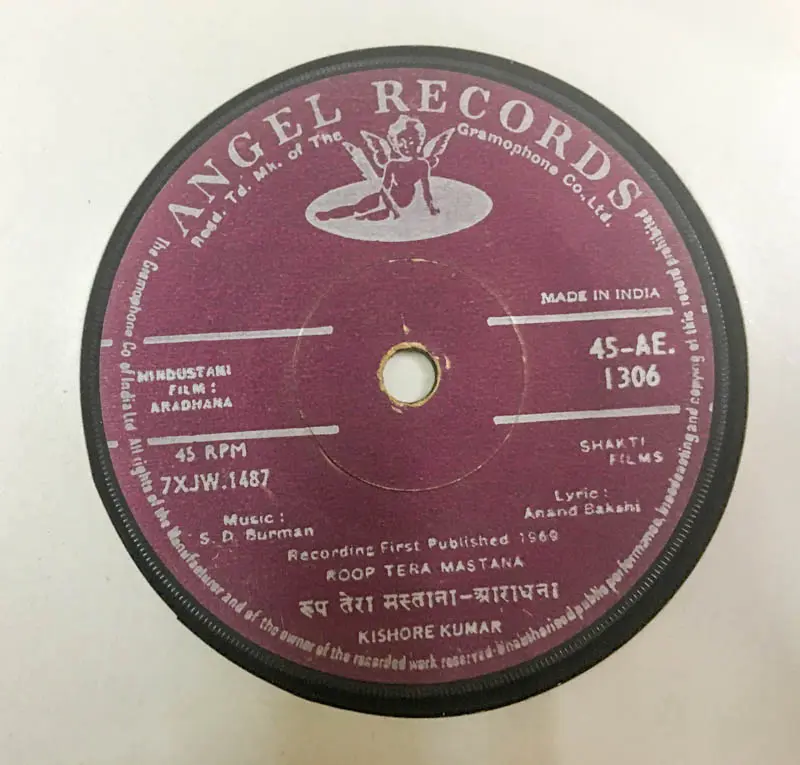 ANGEL RECORDS
Regd. Td. Mk. of The Gramophone Co., Ltd.
MADE IN INDIA
45-AE.
1306
HINDUSTANI
FILM :
ARADHANA
45 RPM
7XJW.1487
SHAKTI
FILMS
Music :
S. D. Burman
Lyric :
Anand Bakshi
Recording First Published 1969
ROOP TERA MASTANA
रूप तेरा मस्ताना-आराधना
KISHORE KUMAR
The Gramophone Co of India Ltd All rights of the Manufacturer and of the owner of the recorded work reserved·Unauthorised public performance, broadcasting and copying of this record prohibited